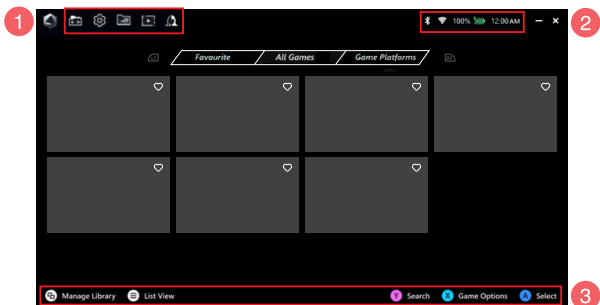 1
100% 12:00 AM
2
Favourite All Games Game Platforms
Manage Library List View Y Search X Game Options A Select
3